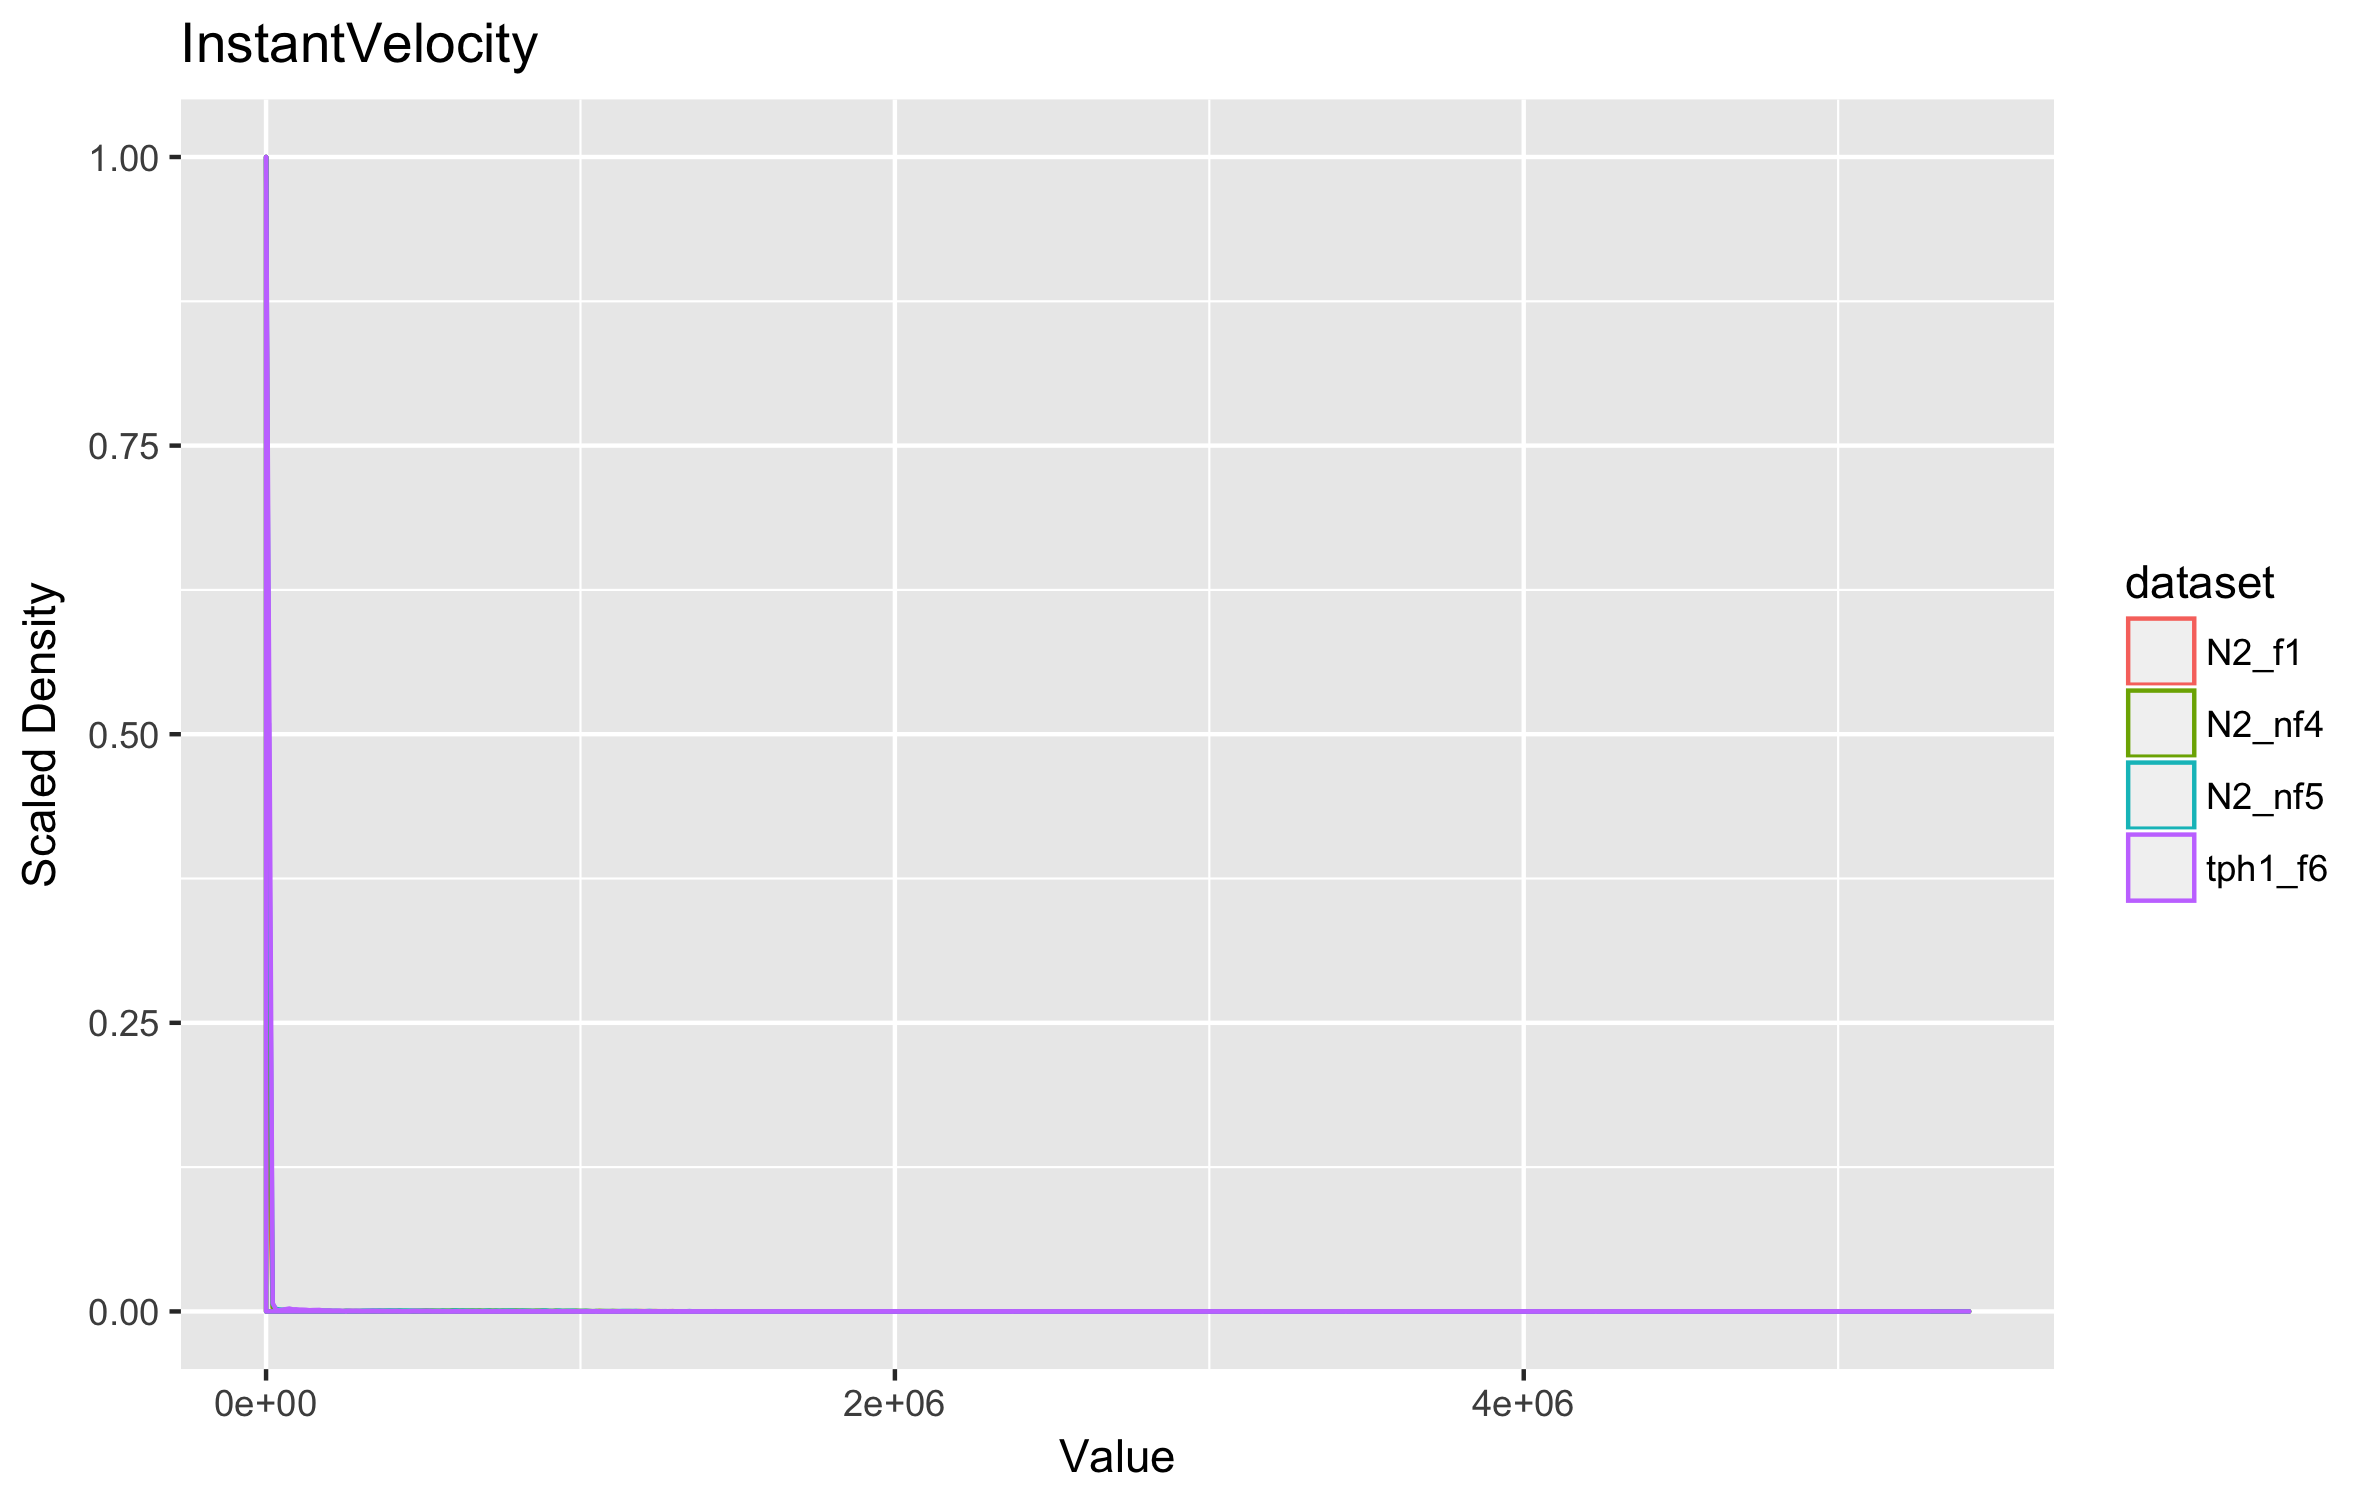 InstantVelocity
1.00
0.75
0.50
0.25
0.00
Scaled Density
0e+00 2e+06 4e+06
Value
dataset
N2_f1
N2_nf4
N2_nf5
tph1_f6